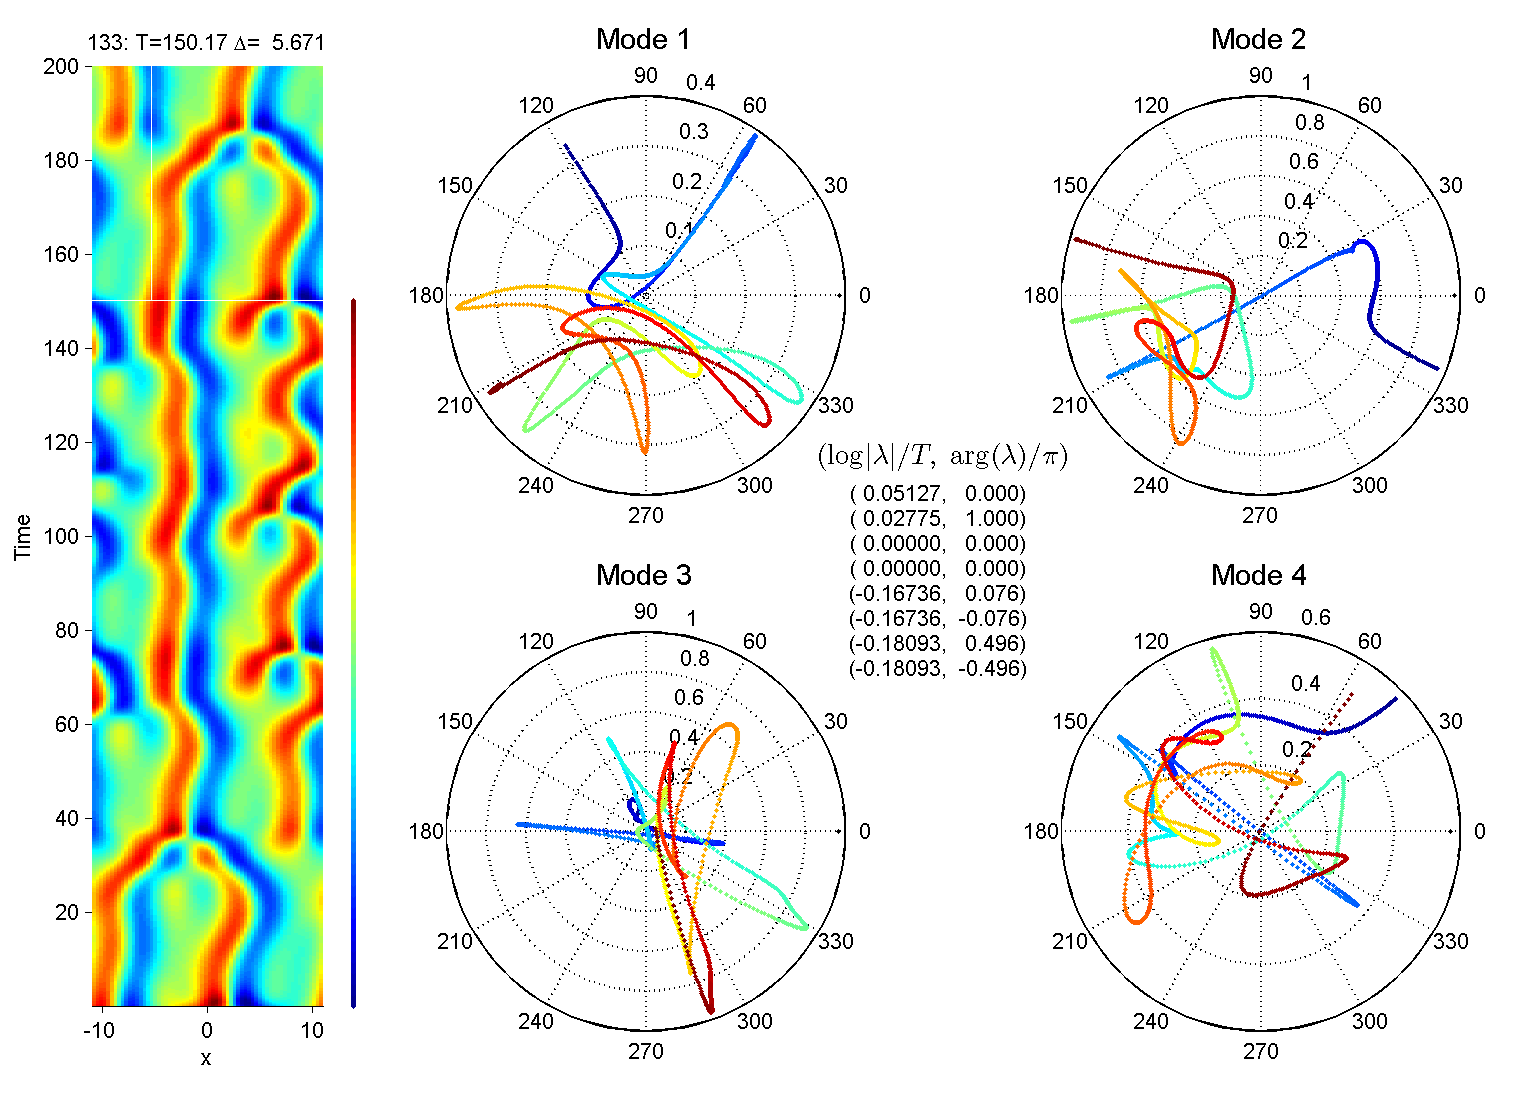 133: T=150.17 Δ= 5.671
200
180
160
140
120
100
80
60
40
20
Time
-10 0 10
x
Mode 1
90 0.4
120 60
0.3
150 0.2 30
0.1
180 0
210 330
240 300
270
Mode 2
90 1
120 0.8 60
0.6
150 0.4 30
0.2
180 0
210 330
240 300
270
(log|λ|/T, arg(λ)/π)
( 0.05127, 0.000)
( 0.02775, 1.000)
( 0.00000, 0.000)
( 0.00000, 0.000)
(-0.16736, 0.076)
(-0.16736, -0.076)
(-0.18093, 0.496)
(-0.18093, -0.496)
Mode 3
90 1
120 0.8 60
0.6
150 0.4 30
0.2
180 0
210 330
240 300
270
Mode 4
90 0.6
120 60
0.4
150 0.2 30
180 0
210 330
240 300
270